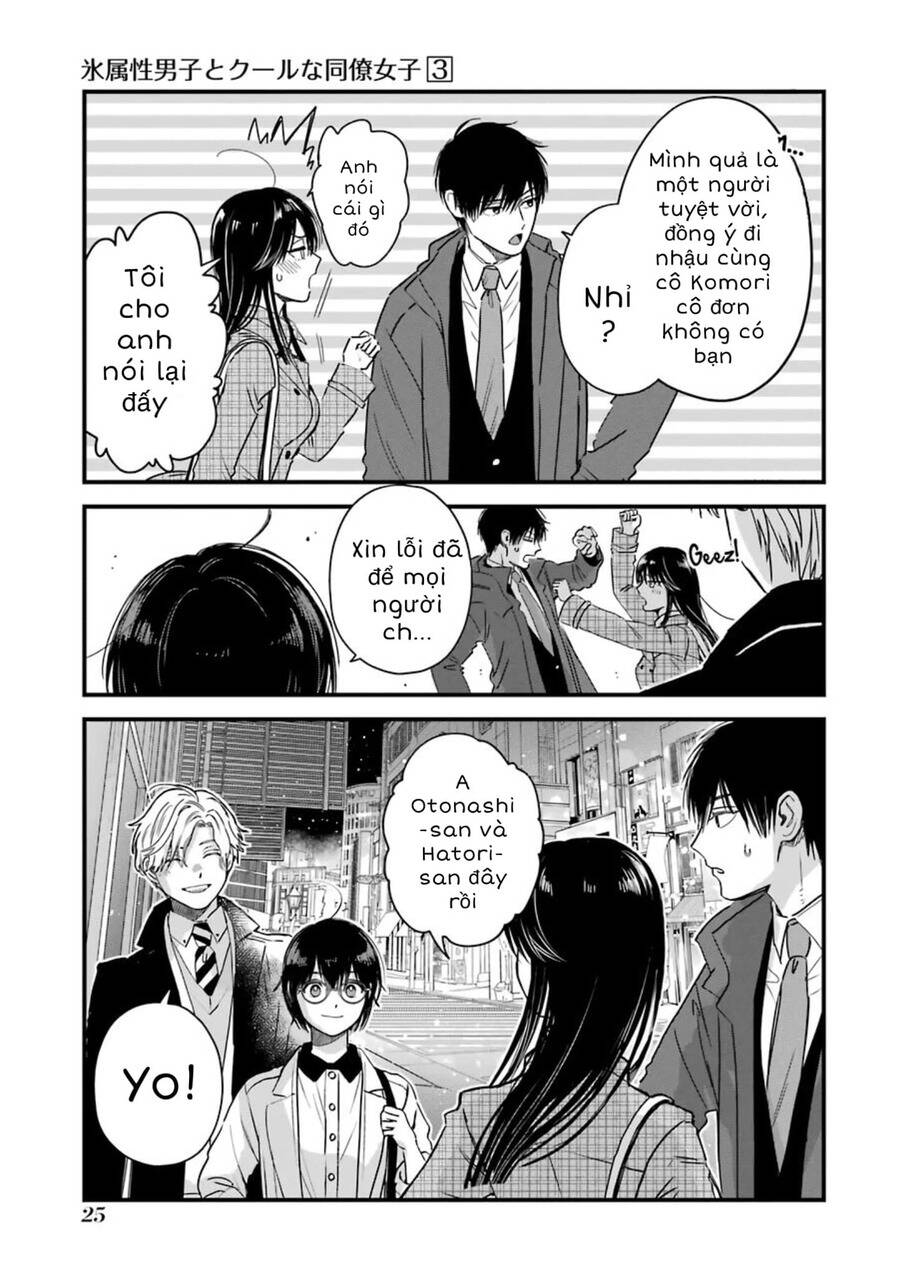 氷属性男子とクールな同僚女子3
Mình quả là
một người
tuyệt vời,
đồng ý đi
nhậu cùng
cô Komori
cô đơn
không có
bạn
Nhỉ
?
Anh
nói
cái gì
đó
Tôi
cho
anh
nói lại
đấy
Geez!
Xin lỗi đã
để mọi
người
ch...
A
Otonashi
-san và
Hatori-
san đây
rồi
Yo!
25